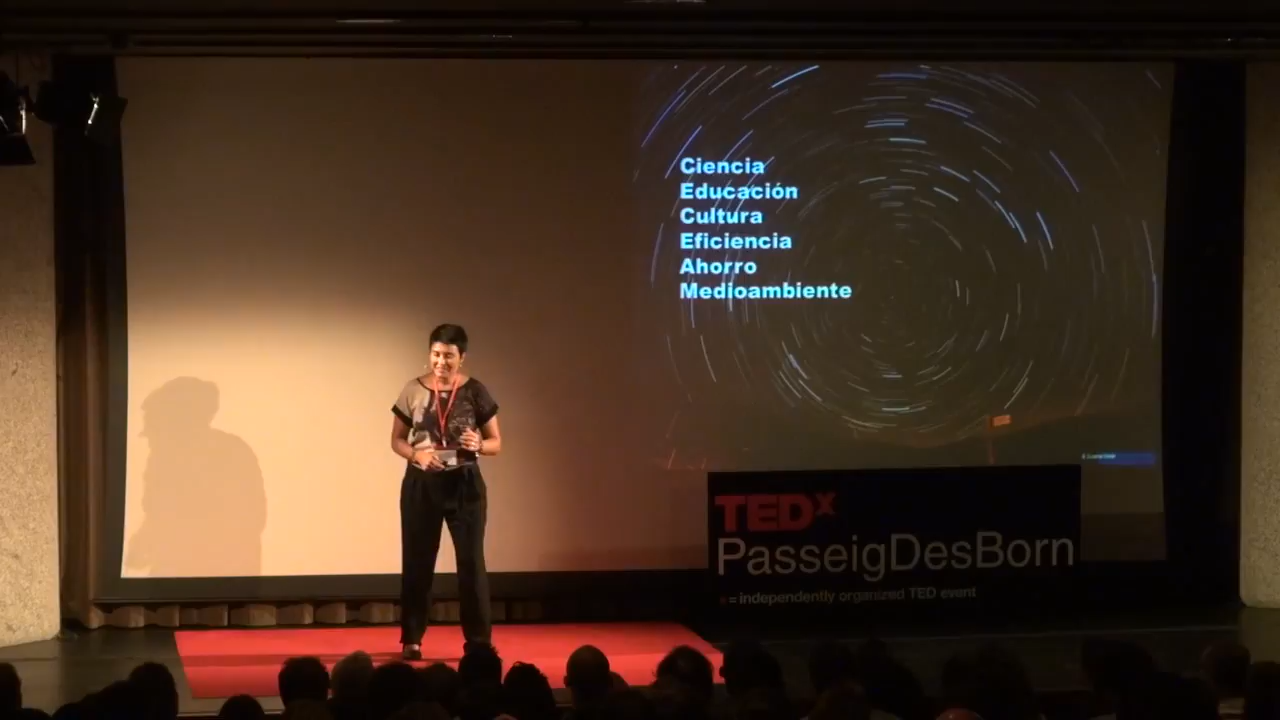 Ciencia
Educación
Cultura
Eficiencia
Ahorro
Medioambiente
TEDx
PasseigDesBorn
= independently organized TED event